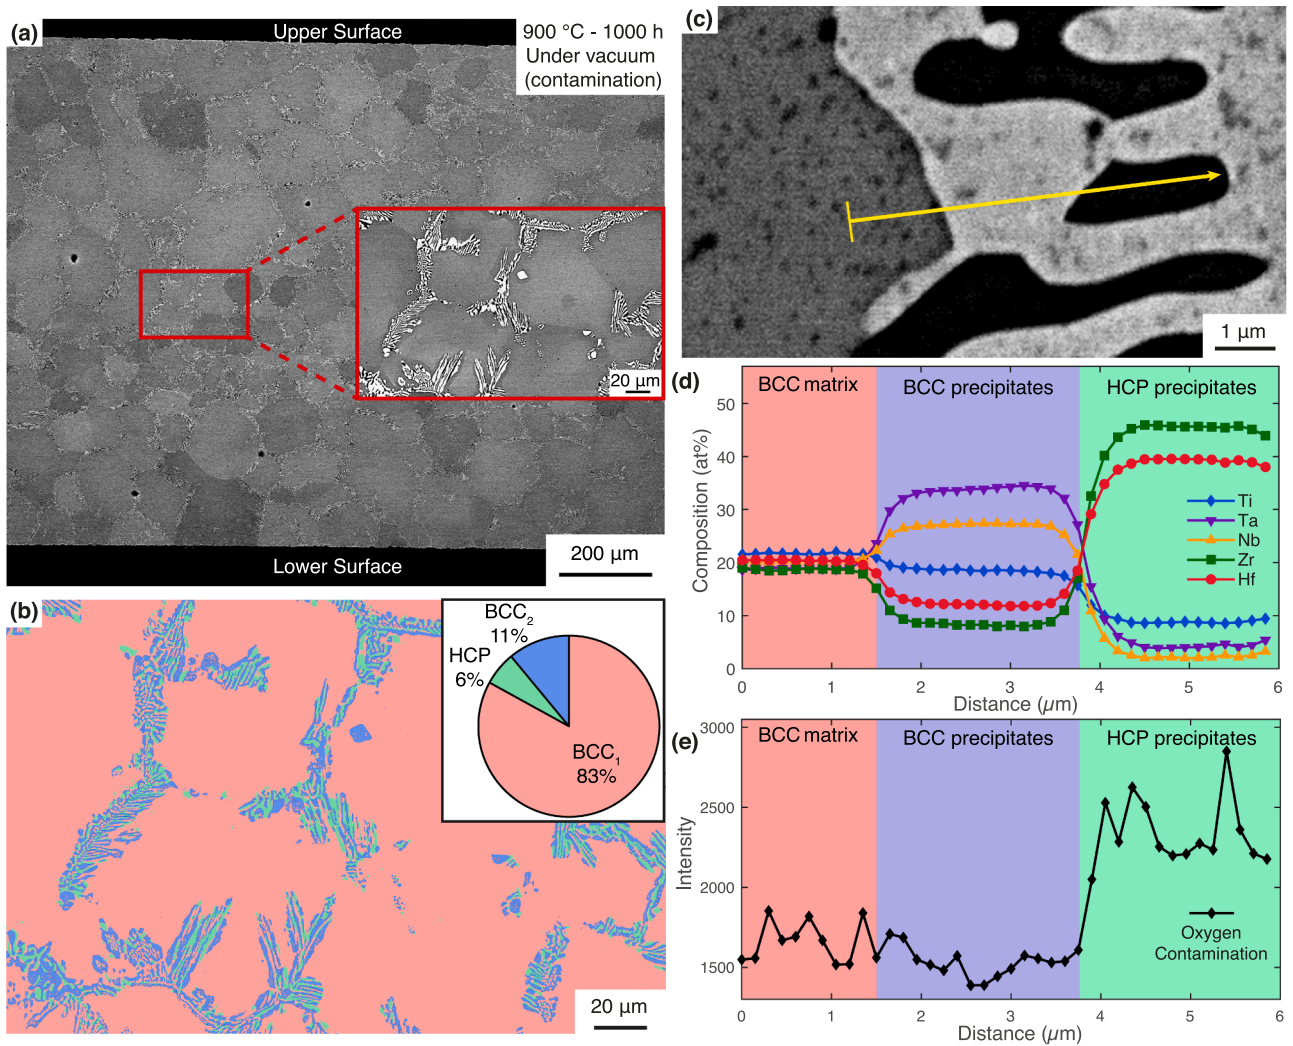 (a)
Upper Surface
900 °C - 1000 h
Under vacuum
(contamination)
20 µm
200 µm
Lower Surface
(b)
BCC2
11%
HCP
6%
BCC1
83%
20 µm
(c)
1 µm
(d)
BCC matrix
BCC precipitates
HCP precipitates
Composition (at%)
50
40
30
20
10
0
Ti
Ta
Nb
Zr
Hf
0 1 2 3 4 5 6
Distance (µm)
(e)
BCC matrix
BCC precipitates
HCP precipitates
Intensity
3000
2500
2000
1500
Oxygen
Contamination
0 1 2 3 4 5 6
Distance (µm)